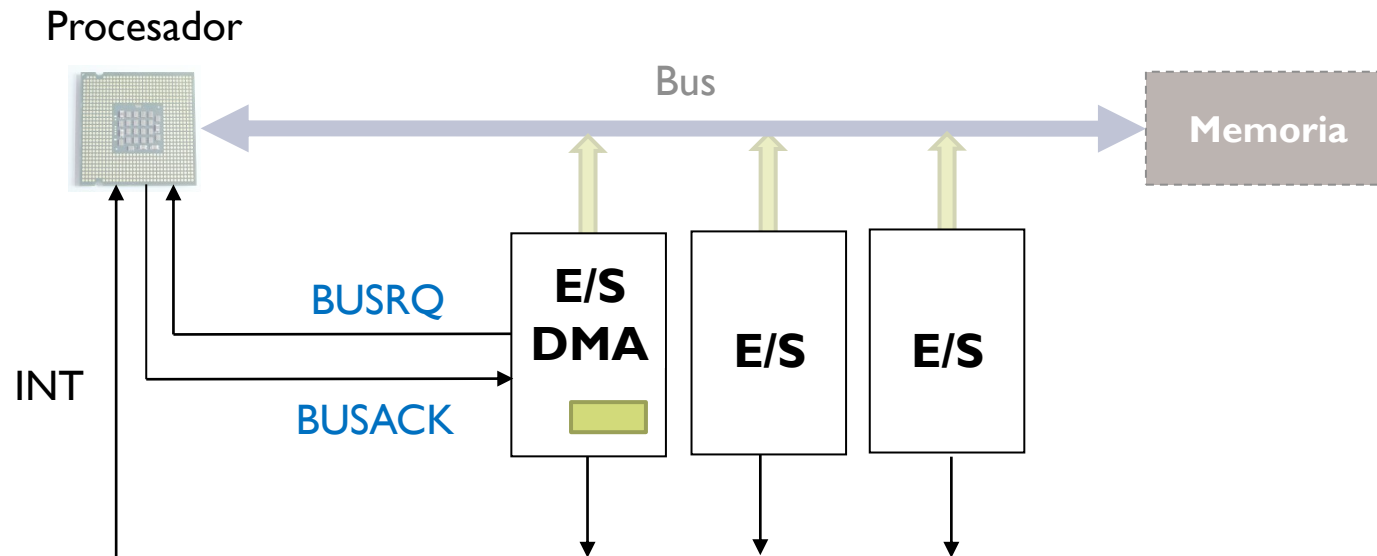 Procesador
Bus
Memoria
BUSRQ
E/S
DMA
E/S
E/S
INT
BUSACK